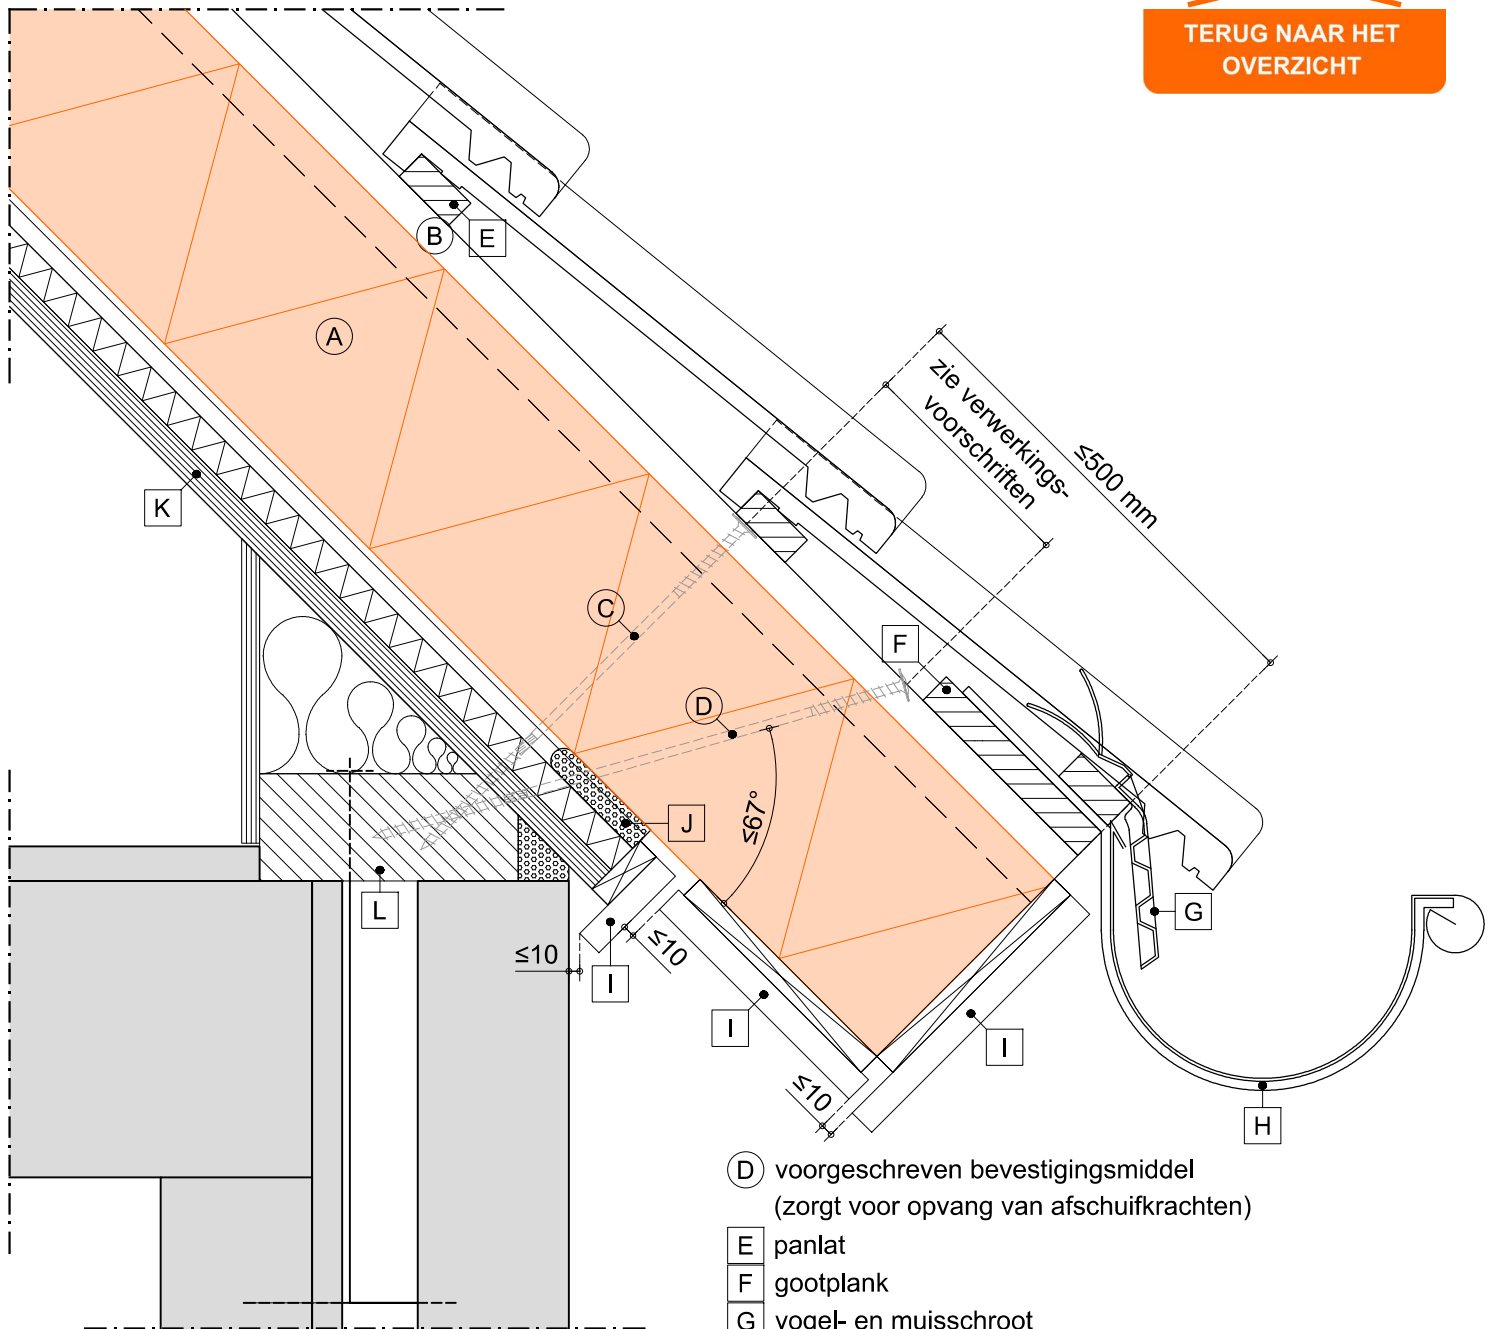 TERUG NAAR HET
OVERZICHT
B
E
A
zie verwerkings-
voorschriften
≤500 mm
K
C
F
D
J
≤67°
L
G
≤10
≤10
I
I
I
≤10
H
D voorgeschreven bevestigingsmiddel
(zorgt voor opvang van afschuifkrachten)
E panlat
F gootplank
G vogel- en muisschroot